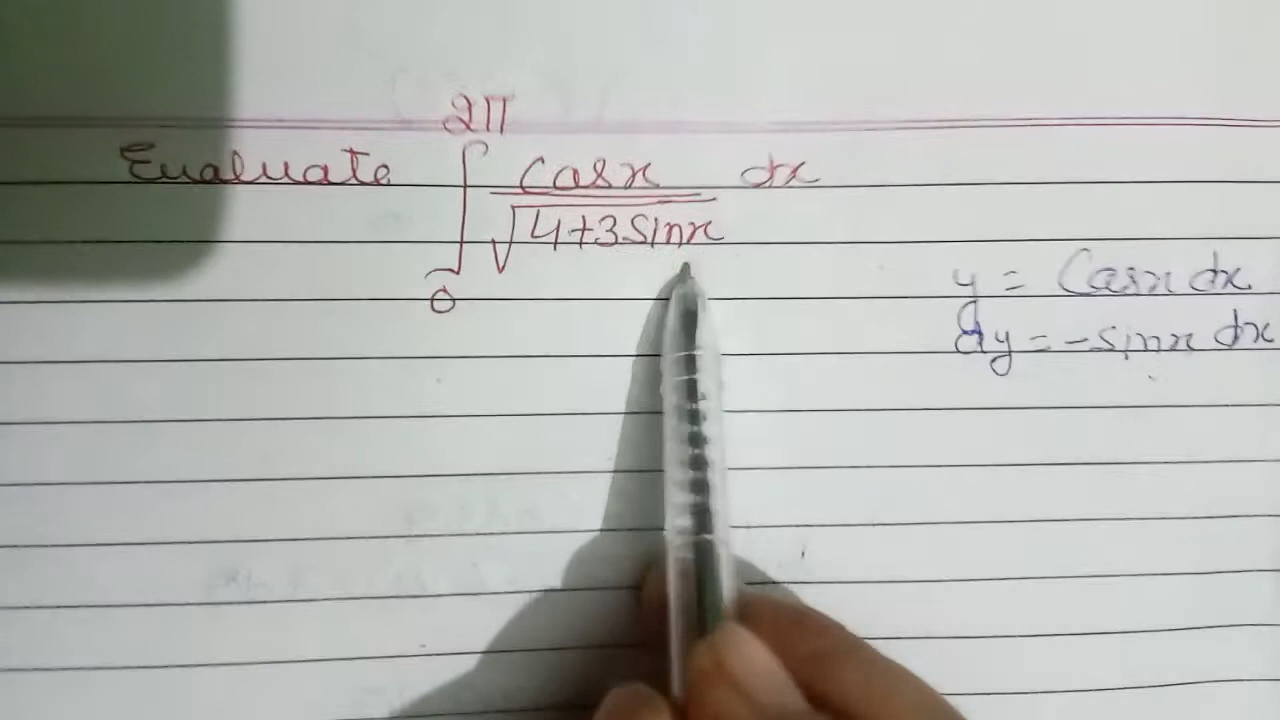 Evaluate ∫₀^2π cosx / √(4+3sinx) dx
y = cosx dx
dy = -sinx dx